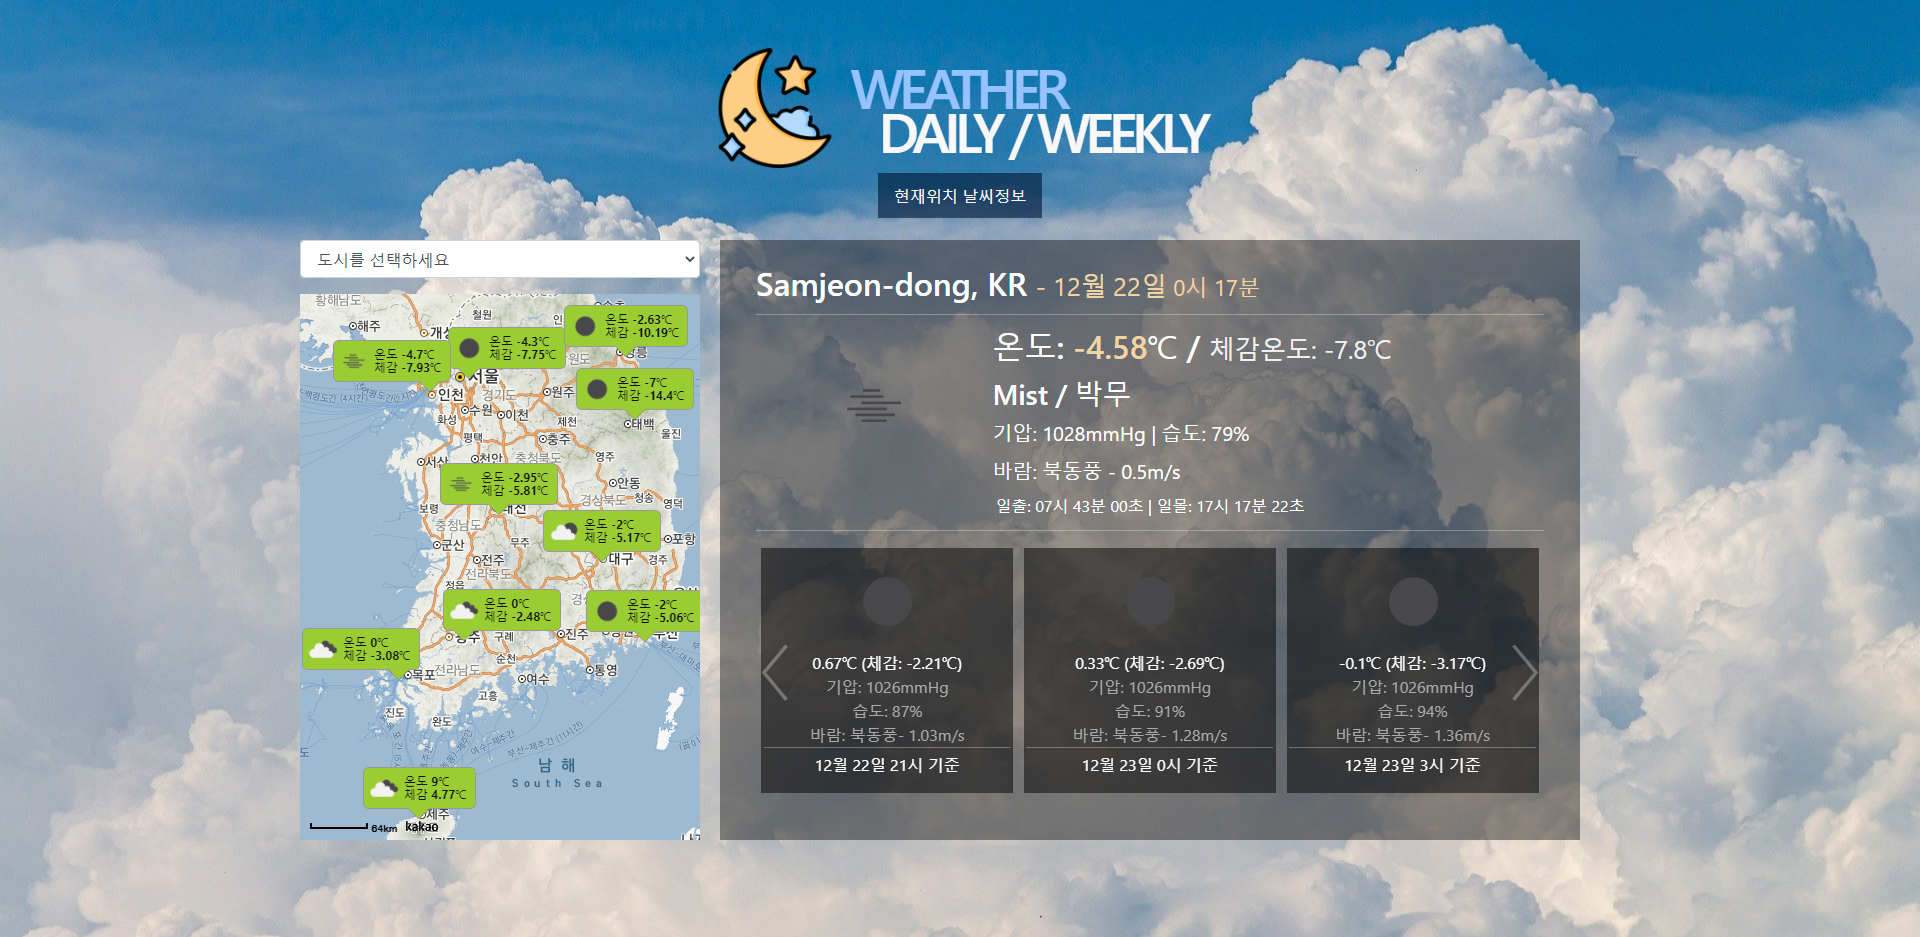 WEATHER
DAILY / WEEKLY
현재위치 날씨정보
도시를 선택하세요
황해남도
해주
개성
철원
온도 -2.63℃
체감 -10.19℃
온도 -4.3℃
체감 -7.75℃
온도 -4.7℃
체감 -7.93℃
서울
인천
경기도
원주
온도 -7℃
체감 -14.4℃
수원
이천
화성
제천
태백
울진
평택
충주
서산
천안
충청북도
영주
온도 -2.95℃
체감 -5.81℃
안동
경상북도
청송
영덕
보령
대전
충청남도
온도 -2℃
체감 -5.17℃
군산
무주
포항
전주
대구
경주
전라북도
정읍
온도 0℃
체감 -2.48℃
온도 -2℃
체감 -5.06℃
광주
구례
진주
부산
온도 0℃
체감 -3.08℃
순천
목포
전라남도
여수
통영
고흥
진도
완도
여수-제주간
부산-제주간 (11시간)
남해
South Sea
온도 9℃
체감 4.77℃
제주
64km
kakao
Samjeon-dong, KR - 12월 22일 0시 17분
온도: -4.58℃ / 체감온도: -7.8℃
Mist / 박무
기압: 1028mmHg | 습도: 79%
바람: 북동풍 - 0.5m/s
일출: 07시 43분 00초 | 일몰: 17시 17분 22초
0.67℃ (체감: -2.21℃)
기압: 1026mmHg
습도: 87%
바람: 북동풍- 1.03m/s
12월 22일 21시 기준
0.33℃ (체감: -2.69℃)
기압: 1026mmHg
습도: 91%
바람: 북동풍- 1.28m/s
12월 23일 0시 기준
-0.1℃ (체감: -3.17℃)
기압: 1026mmHg
습도: 94%
바람: 북동풍- 1.36m/s
12월 23일 3시 기준